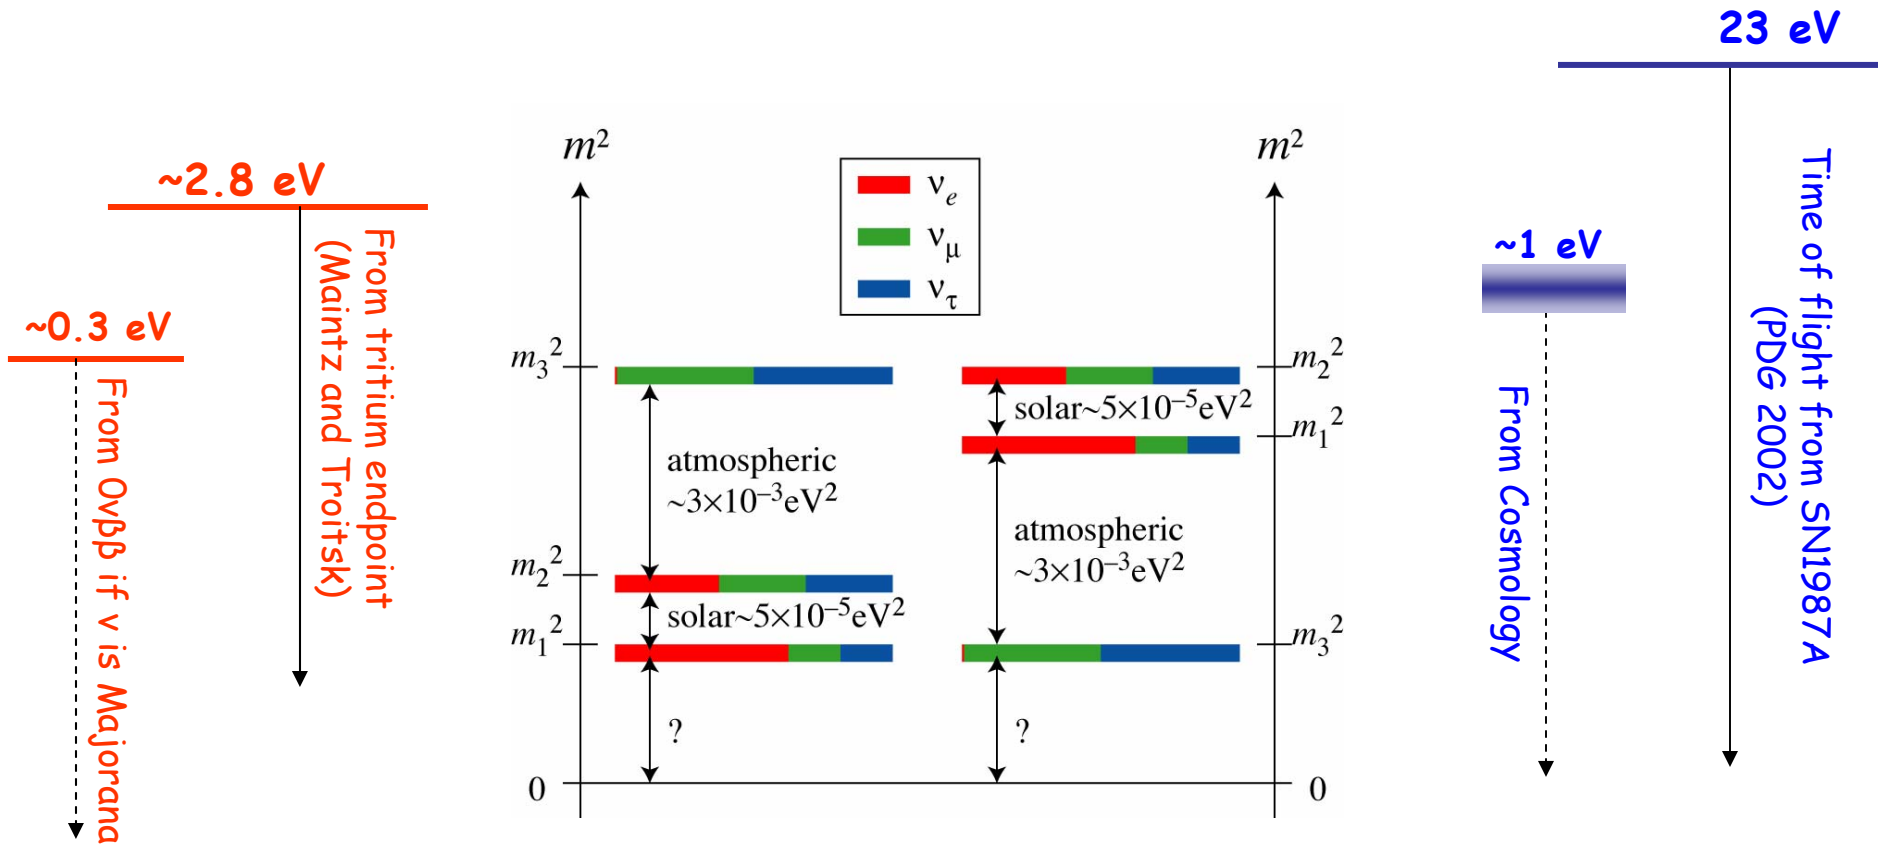 23 eV
Time of flight from SN1987A
(PDG 2002)
~1 eV
From Cosmology
~2.8 eV
From tritium endpoint
(Maintz and Troitsk)
~0.3 eV
From 0νββ if ν is Majorana
m²
νe
νμ
ντ
m²
m₃²
atmospheric
~3×10⁻³eV²
m₂²
solar~5×10⁻⁵eV²
m₁²
?
0
m₂²
solar~5×10⁻⁵eV²
m₁²
atmospheric
~3×10⁻³eV²
m₃²
?
0